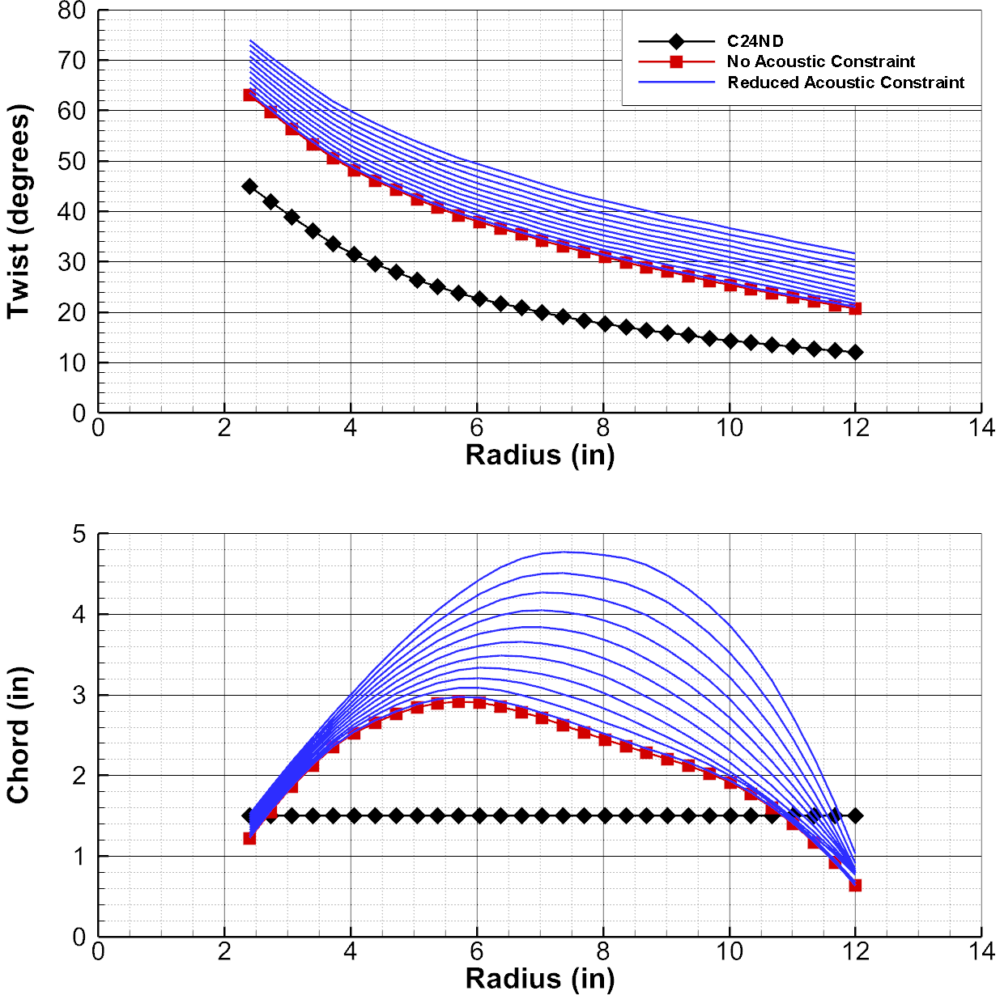 80
70
60
50
40
30
20
10
0
Twist (degrees)
C24ND
No Acoustic Constraint
Reduced Acoustic Constraint
0 2 4 6 8 10 12 14
Radius (in)
5
4
3
2
1
0
Chord (in)
0 2 4 6 8 10 12 14
Radius (in)